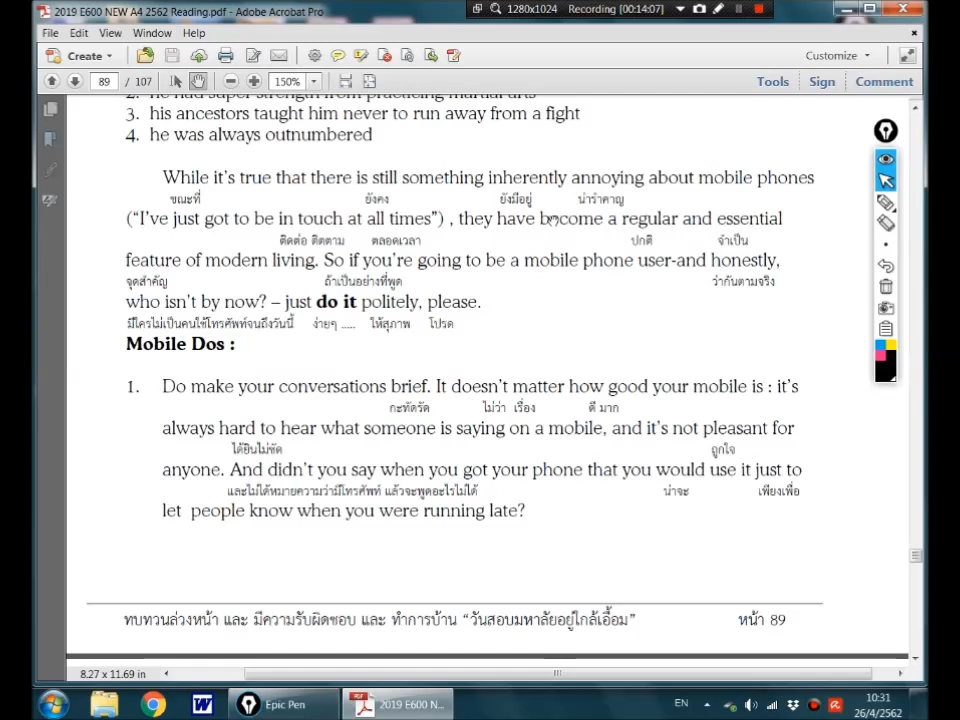 2019 E600 NEW A4 2562 Reading.pdf - Adobe Acrobat Pro
1280x1024 Recording [00:14:07]
File Edit View Window Help
Create Customize
89 / 107 150% Tools Sign Comment
2. he had super strength from practicing martial arts
3. his ancestors taught him never to run away from a fight
4. he was always outnumbered
While it's true that there is still something inherently annoying about mobile phones
ขณะที่ ยังคง ยังมีอยู่ น่ารำคาญ
("I've just got to be in touch at all times") , they have become a regular and essential
ติดต่อ ติดตาม ตลอดเวลา ปกติ จำเป็น
feature of modern living. So if you're going to be a mobile phone user-and honestly,
จุดสำคัญ ถ้าเป็นอย่างที่พูด ว่ากันตามจริง
who isn't by now? – just do it politely, please.
มีใครไม่เป็นคนใช้โทรศัพท์จนถึงวันนี้ ง่ายๆ ..... ให้สุภาพ โปรด
Mobile Dos :
1. Do make your conversations brief. It doesn't matter how good your mobile is : it's
กะทัดรัด ไม่ว่า เรื่อง ดี มาก
always hard to hear what someone is saying on a mobile, and it's not pleasant for
ได้ยินไม่ชัด ถูกใจ
anyone. And didn't you say when you got your phone that you would use it just to
และไม่ได้หมายความว่ามีโทรศัพท์ แล้วจะพูดอะไรไม่ได้ น่าจะ เพียงเพื่อ
let people know when you were running late?
ทบทวนล่วงหน้า และ มีความรับผิดชอบ และ ทำการบ้าน "วันสอบมหาลัยอยู่ใกล้เอื้อม" หน้า 89
8.27 x 11.69 in
Epic Pen 2019 E600 N... EN 10:31
26/4/2562